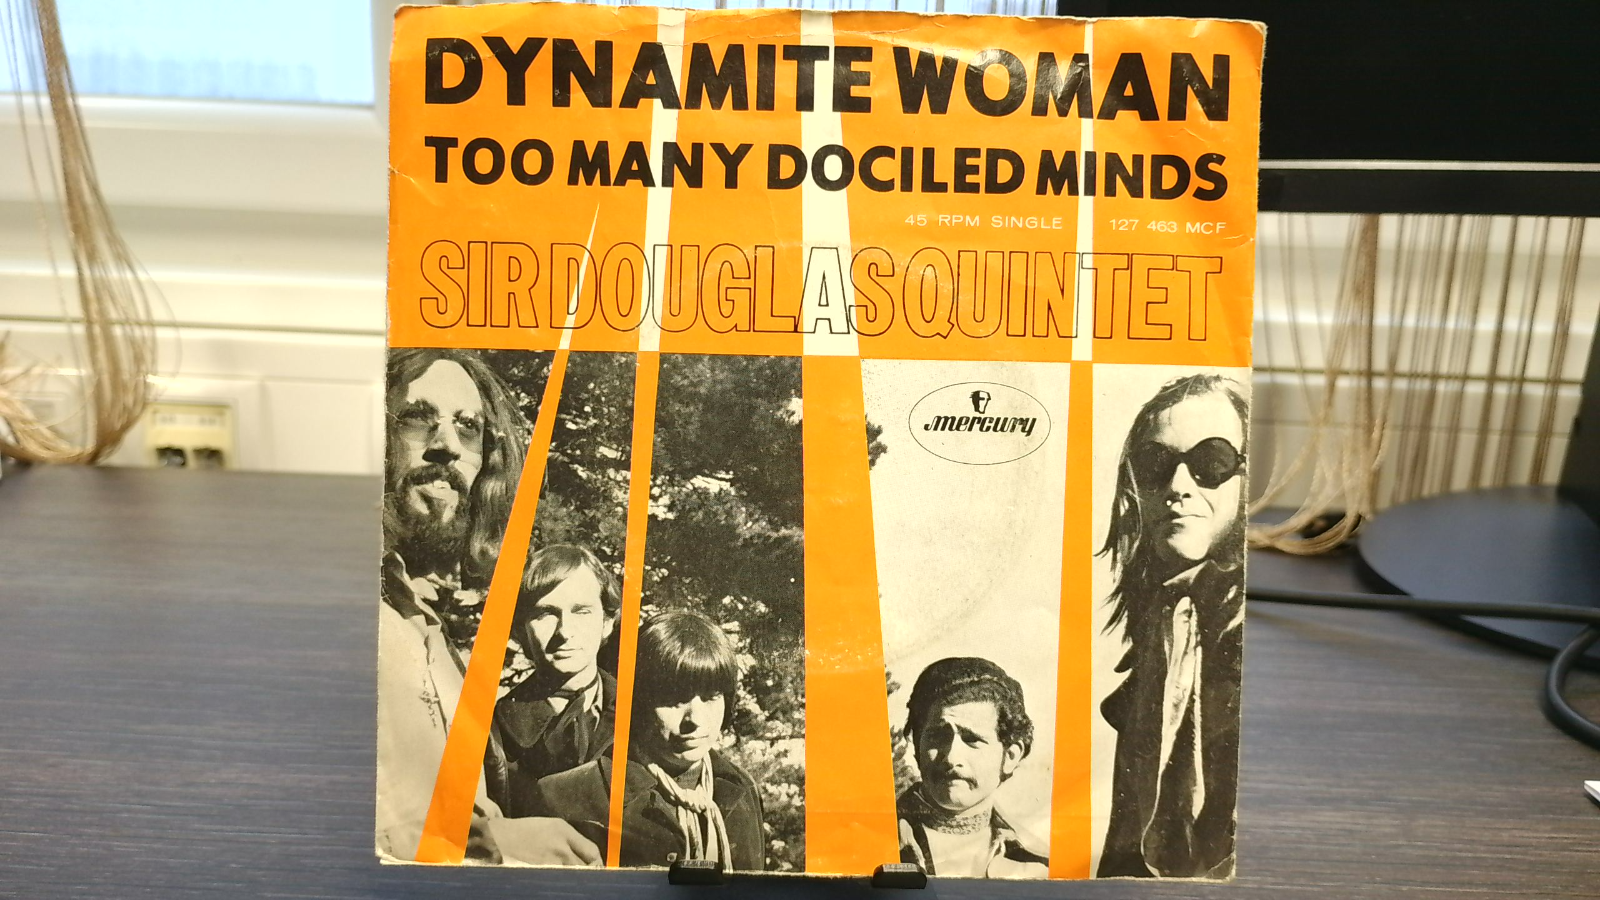 DYNAMITE WOMAN
TOO MANY DOCILED MINDS
45 RPM SINGLE 127 463 MCF
SIR DOUGLAS QUINTET
mercury